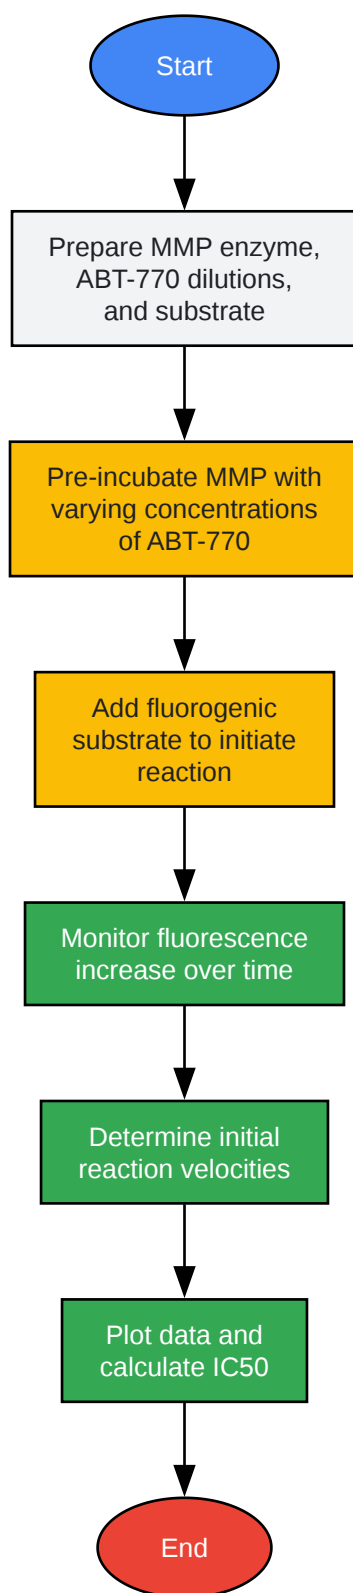 Start
Prepare MMP enzyme,
ABT-770 dilutions,
and substrate
Pre-incubate MMP with
varying concentrations
of ABT-770
Add fluorogenic
substrate to initiate
reaction
Monitor fluorescence
increase over time
Determine initial
reaction velocities
Plot data and
calculate IC50
End